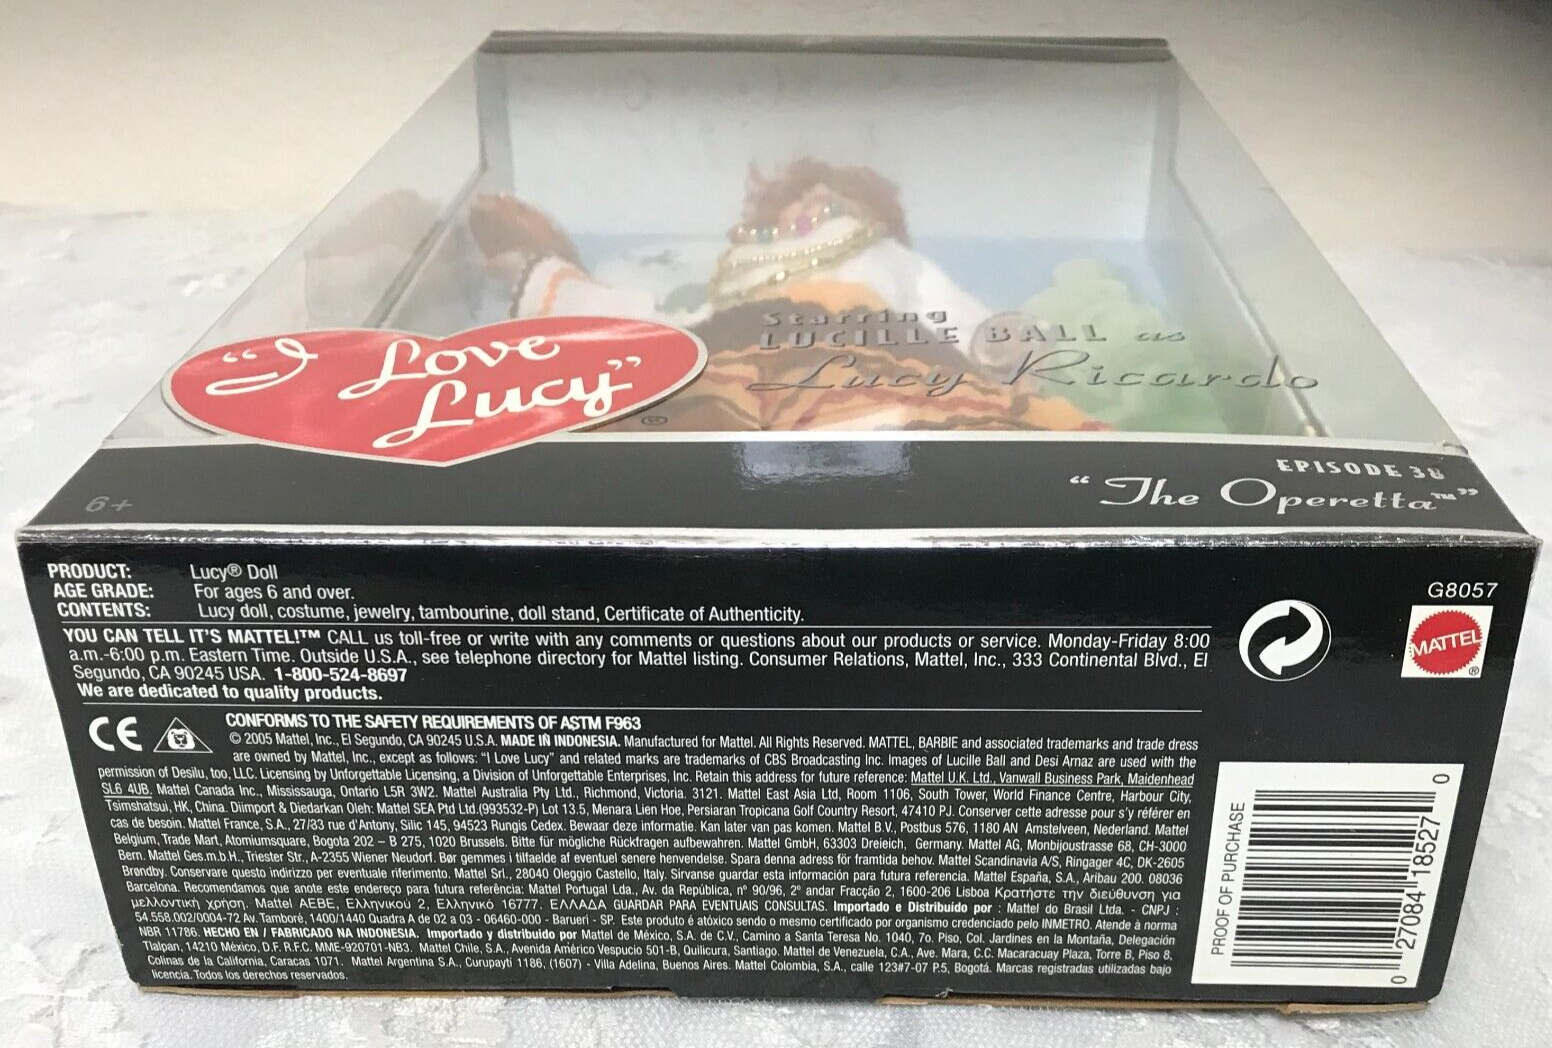 Starring
LUCILLE BALL as
Lucy Ricardo
"I Love
Lucy"
®
EPISODE 38
"The Operetta™"
6+
PRODUCT: Lucy® Doll
AGE GRADE: For ages 6 and over.
CONTENTS: Lucy doll, costume, jewelry, tambourine, doll stand, Certificate of Authenticity.
G8057
MATTEL
®
YOU CAN TELL IT'S MATTEL!™ CALL us toll-free or write with any comments or questions about our products or service. Monday-Friday 8:00
a.m.-6:00 p.m. Eastern Time. Outside U.S.A., see telephone directory for Mattel listing. Consumer Relations, Mattel, Inc., 333 Continental Blvd., El
Segundo, CA 90245 USA. 1-800-524-8697
We are dedicated to quality products.
CE
CONFORMS TO THE SAFETY REQUIREMENTS OF ASTM F963
© 2005 Mattel, Inc., El Segundo, CA 90245 U.S.A. MADE IN INDONESIA. Manufactured for Mattel. All Rights Reserved. MATTEL, BARBIE and associated trademarks and trade dress
are owned by Mattel, Inc., except as follows: "I Love Lucy" and related marks are trademarks of CBS Broadcasting Inc. Images of Lucille Ball and Desi Arnaz are used with the
permission of Desilu, too, LLC. Licensing by Unforgettable Licensing, a Division of Unforgettable Enterprises, Inc. Retain this address for future reference: Mattel U.K. Ltd., Vanwall Business Park, Maidenhead
SL6 4UB. Mattel Canada Inc., Mississauga, Ontario L5R 3W2. Mattel Australia Pty Ltd., Richmond, Victoria. 3121. Mattel East Asia Ltd, Room 1106, South Tower, World Finance Centre, Harbour City,
Tsimshatsui, HK, China. Diimport & Diedarkan Oleh: Mattel SEA Ptd Ltd.(993532-P) Lot 13.5, Menara Lien Hoe, Persiaran Tropicana Golf Country Resort, 47410 PJ. Conserver cette adresse pour s'y référer en
cas de besoin. Mattel France, S.A., 27/33 rue d'Antony, Silic 145, 94523 Rungis Cedex. Bewaar deze informatie. Kan later van pas komen. Mattel B.V., Postbus 576, 1180 AN Amstelveen, Nederland. Mattel
Belgium, Trade Mart, Atomiumsquare, Bogota 202 – B 275, 1020 Brussels. Bitte für mögliche Rückfragen aufbewahren. Mattel GmbH, 63303 Dreieich, Germany. Mattel AG, Monbijoustrasse 68, CH-3000
Bern. Mattel Ges.m.b.H., Triester Str., A-2355 Wiener Neudorf. Bør gemmes i tilfaelde af eventuel senere henvendelse. Spara denna adress för framtida behov. Mattel Scandinavia A/S, Ringager 4C, DK-2605
Brøndby. Conservare questo indirizzo per eventuale riferimento. Mattel Srl., 28040 Oleggio Castello, Italy. Sirvanse guardar esta información para futura referencia. Mattel España, S.A., Aribau 200. 08036
Barcelona. Recomendamos que anote este endereço para futura referência: Mattel Portugal Lda., Av. da República, nº 90/96, 2º andar Fracção 2, 1600-206 Lisboa Κρατήστε την διεύθυνση για
μελλοντική χρήση. Mattel AEBE, Ελληνικού 2, Ελληνικό 16777. ΕΛΛΑΔΑ GUARDAR PARA EVENTUAIS CONSULTAS. Importado e Distribuído por : Mattel do Brasil Ltda. - CNPJ :
54.558.002/0004-72 Av. Tamboré, 1400/1440 Quadra A de 02 a 03 - 06460-000 - Barueri - SP. Este produto é atóxico sendo o mesmo certificado por organismo credenciado pelo INMETRO. Atende à norma
NBR 11786. HECHO EN / FABRICADO NA INDONESIA. Importado y distribuido por Mattel de México, S.A. de C.V., Camino a Santa Teresa No. 1040, 7o. Piso, Col. Jardines en la Montaña, Delegación
Tlalpan, 14210 México, D.F. R.F.C. MME-920701-NB3. Mattel Chile, S.A., Avenida Américo Vespucio 501-B, Quilicura, Santiago. Mattel de Venezuela, C.A., Ave. Mara, C.C. Macaracuay Plaza, Torre B, Piso 8,
Colinas de la California, Caracas 1071. Mattel Argentina S.A., Curupaytí 1186, (1607) - Villa Adelina, Buenos Aires. Mattel Colombia, S.A., calle 123#7-07 P.5, Bogotá. Marcas registradas utilizadas bajo
licencia. Todos los derechos reservados.
PROOF OF PURCHASE
0 27084 18527 0